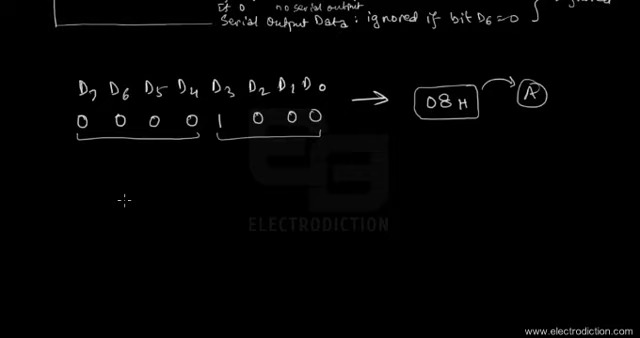 If 0 no serial output
Serial Output Data : ignored if bit D6 = 0
D7 D6 D5 D4 D3 D2 D1 D0
0 0 0 0 1 0 0 0
08H
A
ELECTRODICTION
www.electrodiction.com